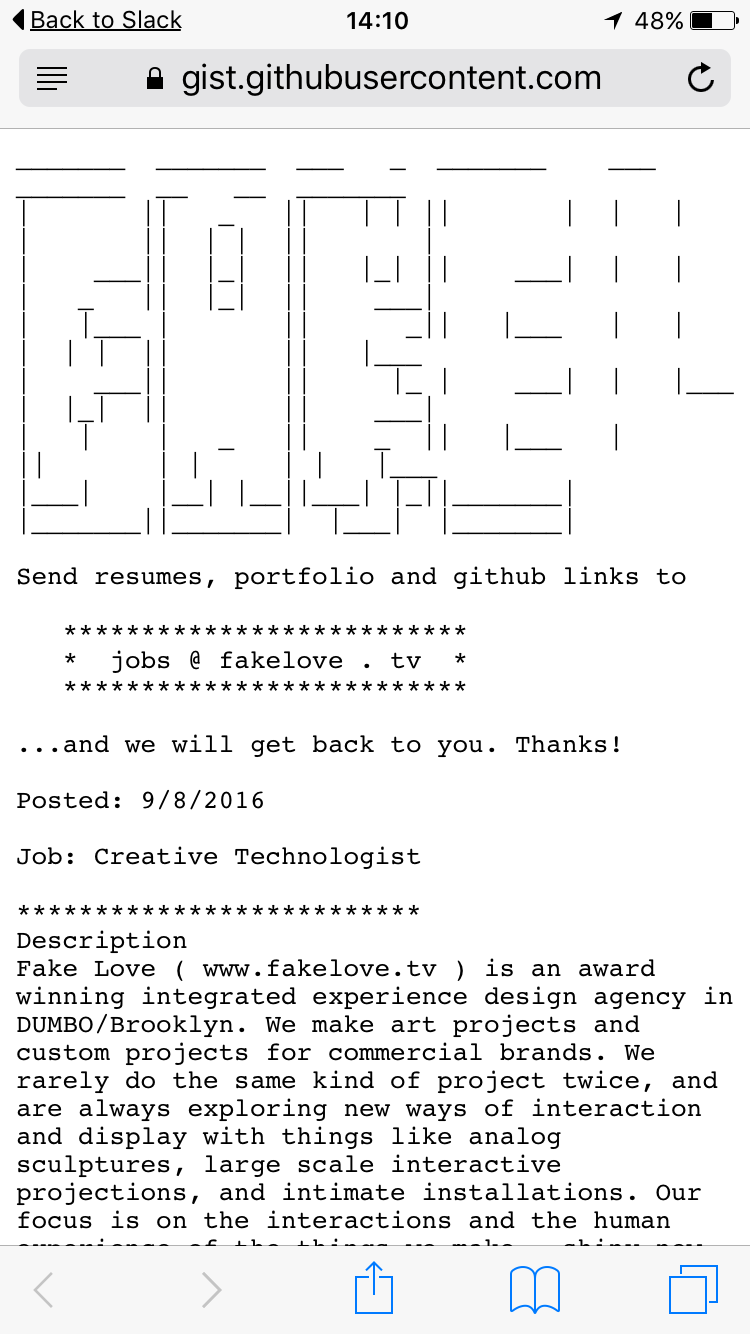 Back to Slack
14:10
48%
gist.githubusercontent.com
Send resumes, portfolio and github links to
**************************
* jobs @ fakelove . tv *
**************************
...and we will get back to you. Thanks!
Posted: 9/8/2016
Job: Creative Technologist
**************************
Description
Fake Love ( www.fakelove.tv ) is an award
winning integrated experience design agency in
DUMBO/Brooklyn. We make art projects and
custom projects for commercial brands. We
rarely do the same kind of project twice, and
are always exploring new ways of interaction
and display with things like analog
sculptures, large scale interactive
projections, and intimate installations. Our
focus is on the interactions and the human